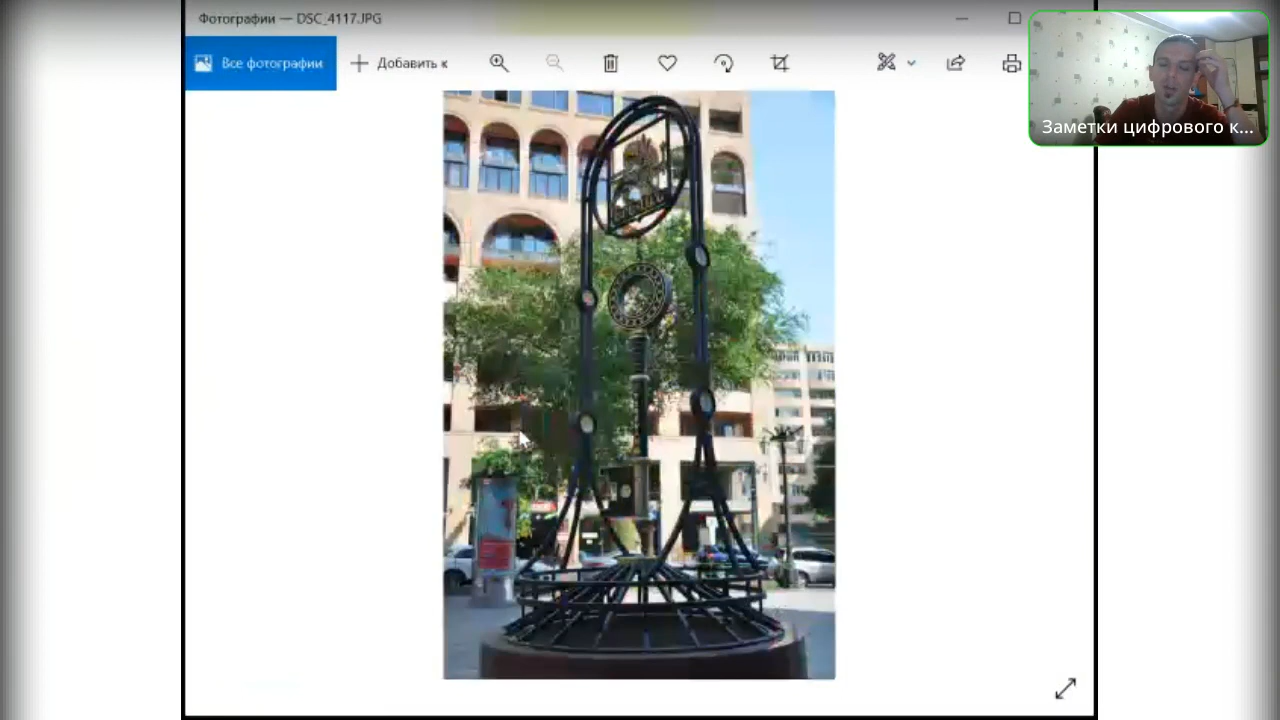 Фотографии — DSC_4117.JPG
Все фотографии
Добавить к
Заметки цифрового к...